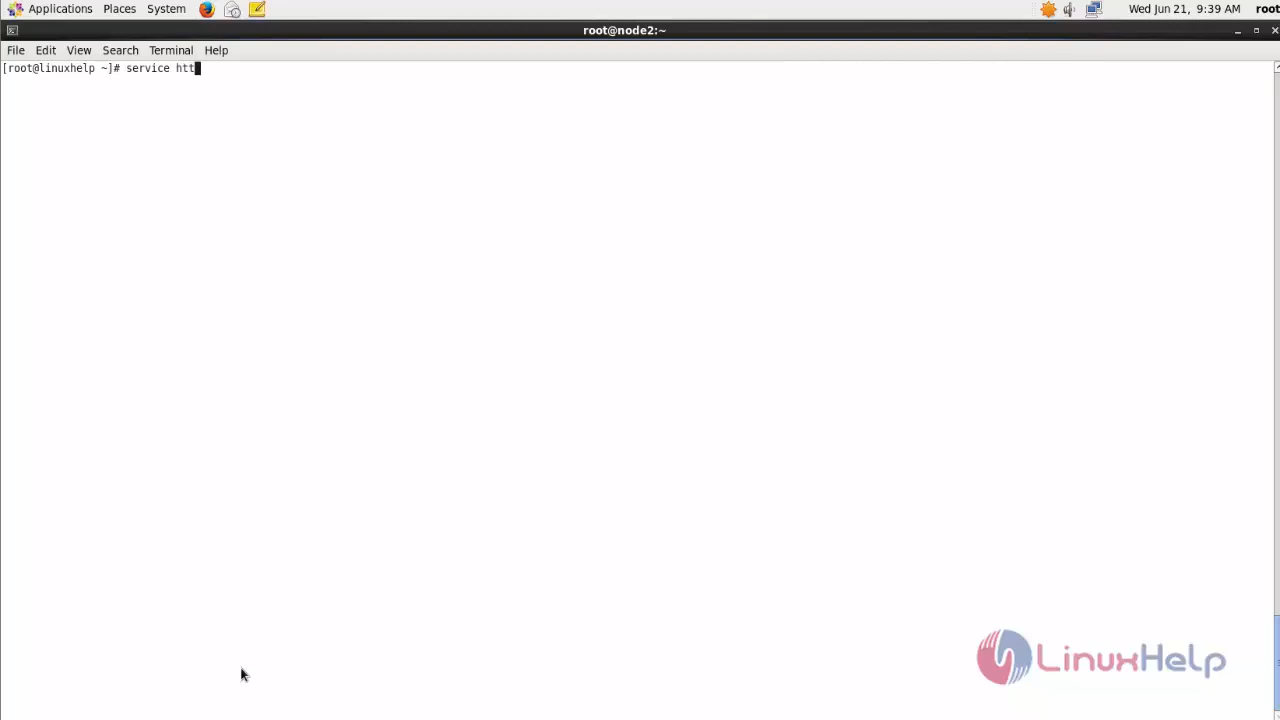 Applications Places System Wed Jun 21, 9:39 AM root
root@node2:~
File Edit View Search Terminal Help
[root@linuxhelp ~]# service htt
LinuxHelp